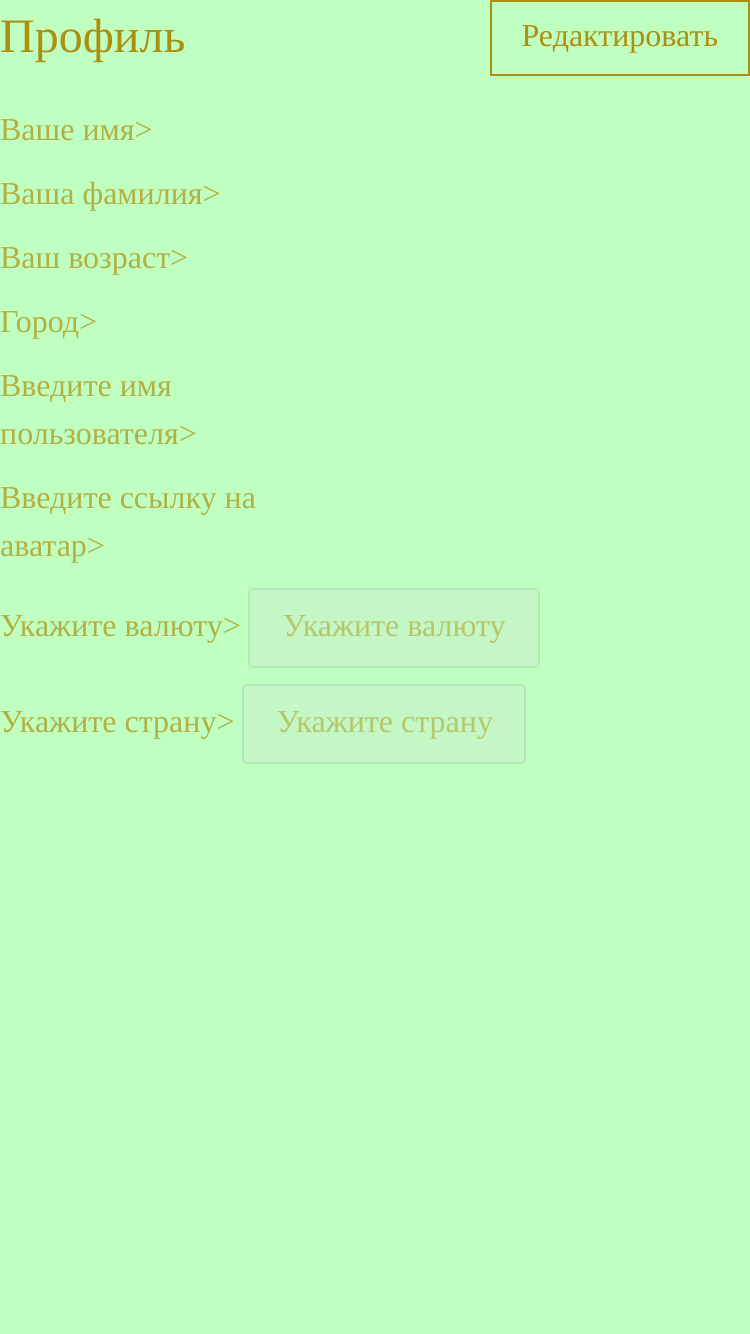 Профиль
Редактировать
Ваше имя>
Ваша фамилия>
Ваш возраст>
Город>
Введите имя
пользователя>
Введите ссылку на
аватар>
Укажите валюту> Укажите валюту
Укажите страну> Укажите страну